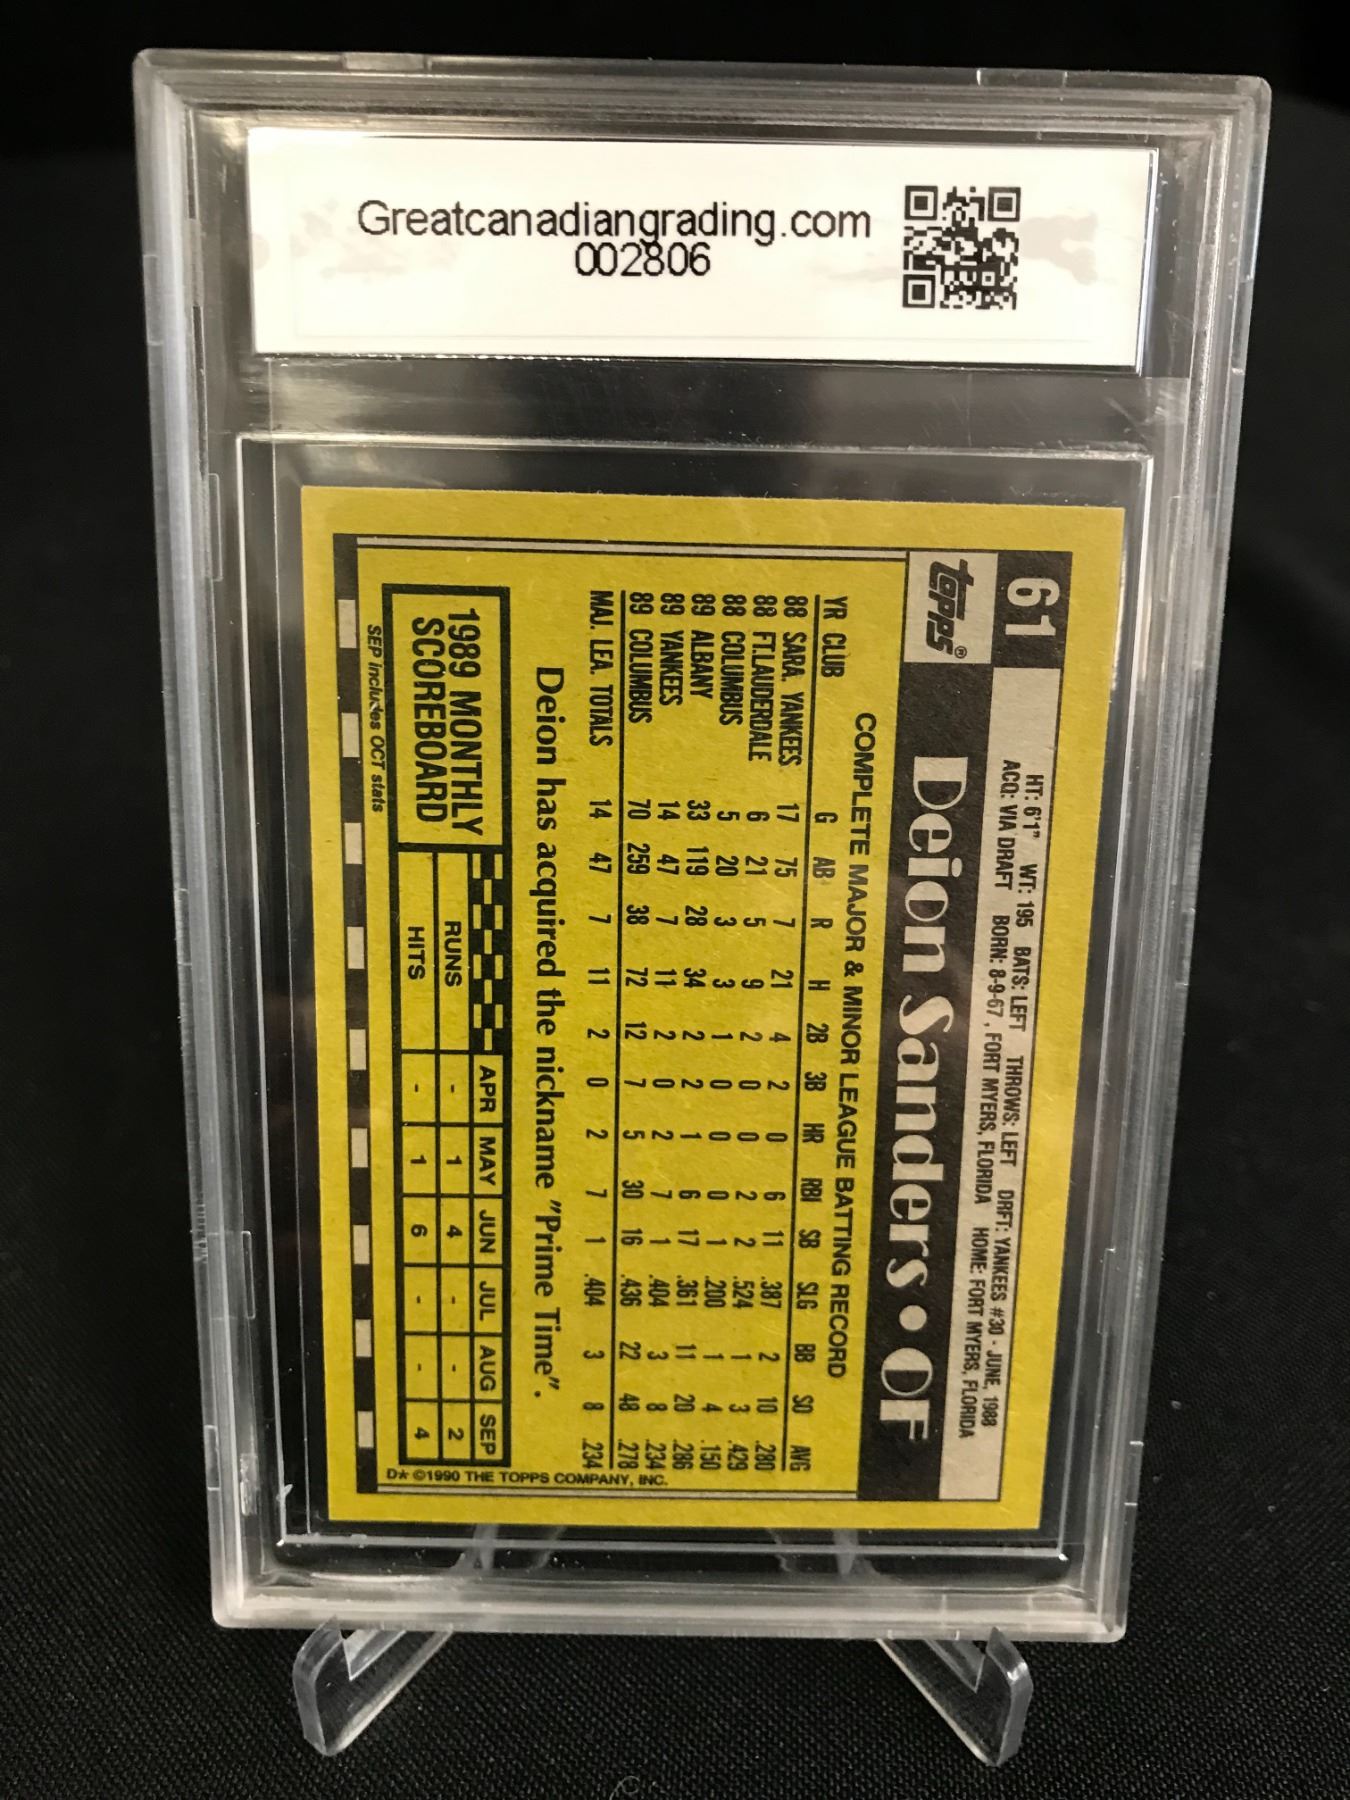 Greatcanadiangrading.com
002806
61
topps®
HT: 6'1" WT: 195 BATS: LEFT THROWS: LEFT DRFT: YANKEES #30 - JUNE, 1988
ACQ: VIA DRAFT BORN: 8-9-67, FORT MYERS, FLORIDA HOME: FORT MYERS, FLORIDA
Deion Sanders • OF
COMPLETE MAJOR & MINOR LEAGUE BATTING RECORD
YR CLUB G AB R H 2B 3B HR RBI SB SLG BB SO AVG
88 SARA. YANKEES 17 75 7 21 4 2 0 6 11 .387 2 10 .280
88 FT.LAUDERDALE 6 21 5 9 2 0 0 2 2 .524 1 3 .429
88 COLUMBUS 5 20 3 3 1 0 0 0 1 .200 1 4 .150
89 ALBANY 33 119 28 34 2 2 1 6 17 .361 11 20 .286
89 YANKEES 14 47 7 11 2 0 2 7 1 .404 3 8 .234
89 COLUMBUS 70 259 38 72 12 7 5 30 16 .436 22 48 .278
MAJ. LEA. TOTALS 14 47 7 11 2 0 2 7 1 .404 3 8 .234
Deion has acquired the nickname "Prime Time".
1989 MONTHLY
SCOREBOARD
APR MAY JUN JUL AUG SEP
RUNS - 1 4 - - 2
HITS - 1 6 - - 4
SEP includes OCT stats
D* ©1990 THE TOPPS COMPANY, INC.